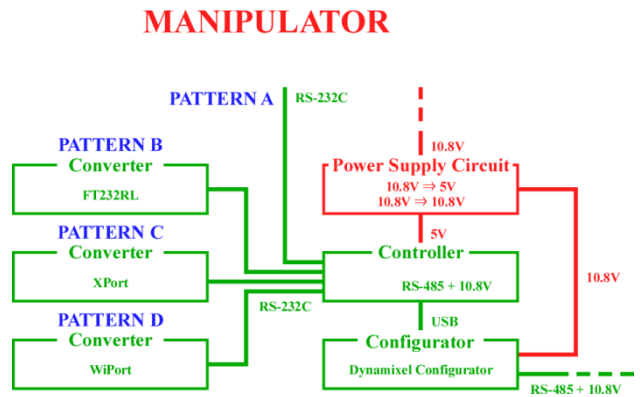 MANIPULATOR
PATTERN A
RS-232C
10.8V
PATTERN B
Converter
FT232RL
Power Supply Circuit
10.8V ⇒ 5V
10.8V ⇒ 10.8V
5V
PATTERN C
Converter
XPort
Controller
RS-485 + 10.8V
10.8V
RS-232C
USB
PATTERN D
Converter
WiPort
Configurator
Dynamixel Configurator
RS-485 + 10.8V